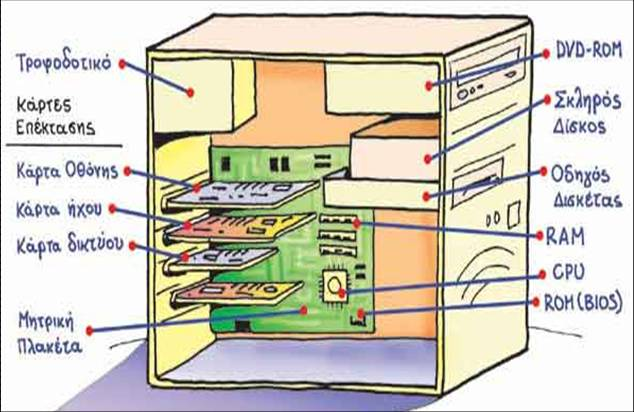 Τροφοδοτικό
κάρτες
Επέκτασης
Κάρτα Οθόνης
Κάρτα ήχου
Κάρτα δικτύου
Μητρική
Πλακέτα
DVD-ROM
Σκληρός
Δίσκος
Οδηγός
Δισκέτας
RAM
CPU
ROM (BIOS)